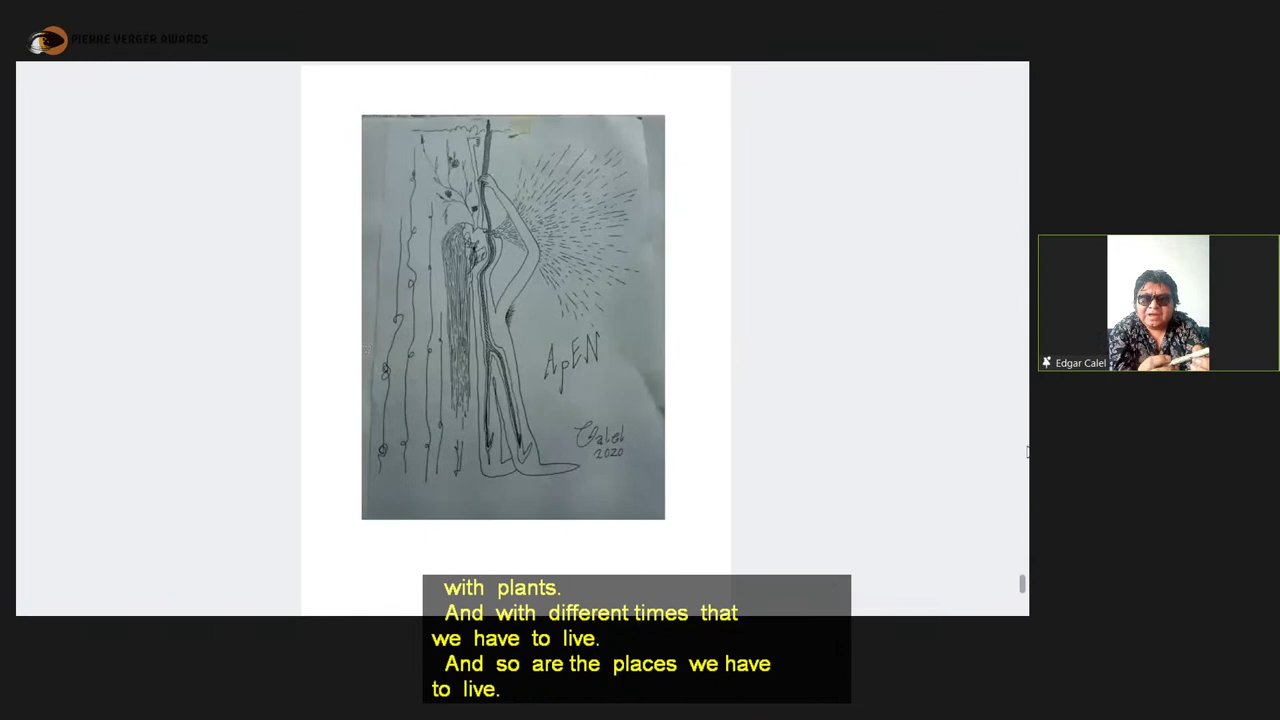 PIERRE VERGER AWARDS
ApEN
Calel
2020
Edgar Calel
with plants.
And with different times that
we have to live.
And so are the places we have
to live.